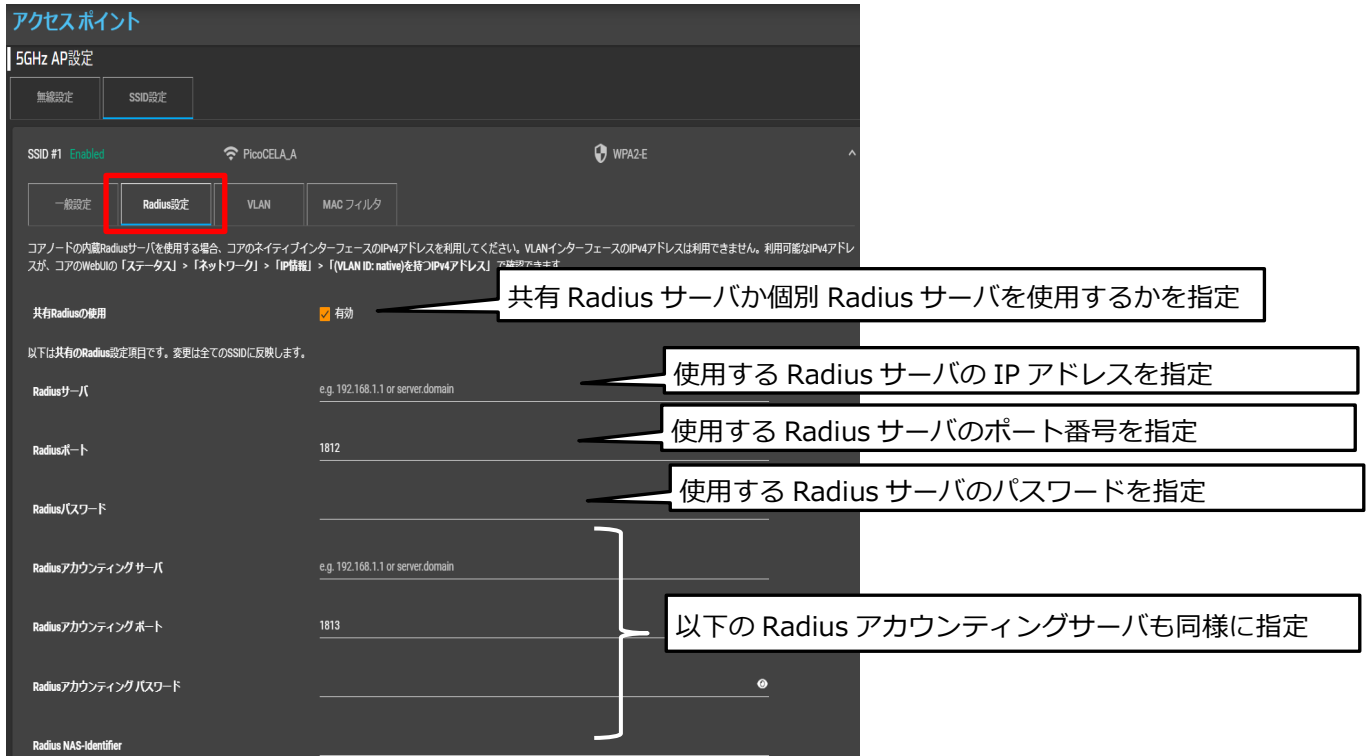 アクセス ポイント
5GHz AP設定
無線設定
SSID設定
SSID #1 Enabled
PicoCELA_A
WPA2-E
一般設定
Radius設定
VLAN
MAC フィルタ
コアノードの内蔵Radiusサーバを使用する場合、コアのネイティブインターフェースのIPv4アドレスを利用してください。VLANインターフェースのIPv4アドレスは利用できません。利用可能なIPv4アドレ
スが、コアのWebUIの「ステータス」>「ネットワーク」>「IP情報」>「(VLAN ID: native)を持つIPv4アドレス」で確認できます
共有 Radius サーバか個別 Radius サーバを使用するかを指定
共有Radiusの使用
有効
以下は共有のRadius設定項目です。変更は全てのSSIDに反映します。
使用する Radius サーバの IP アドレスを指定
Radiusサーバ
e.g. 192.168.1.1 or server.domain
使用する Radius サーバのポート番号を指定
Radiusポート
1812
使用する Radius サーバのパスワードを指定
Radiusパスワード
Radiusアカウンティング サーバ
e.g. 192.168.1.1 or server.domain
Radiusアカウンティング ポート
1813
以下の Radius アカウンティングサーバも同様に指定
Radiusアカウンティング パスワード
Radius NAS-Identifier